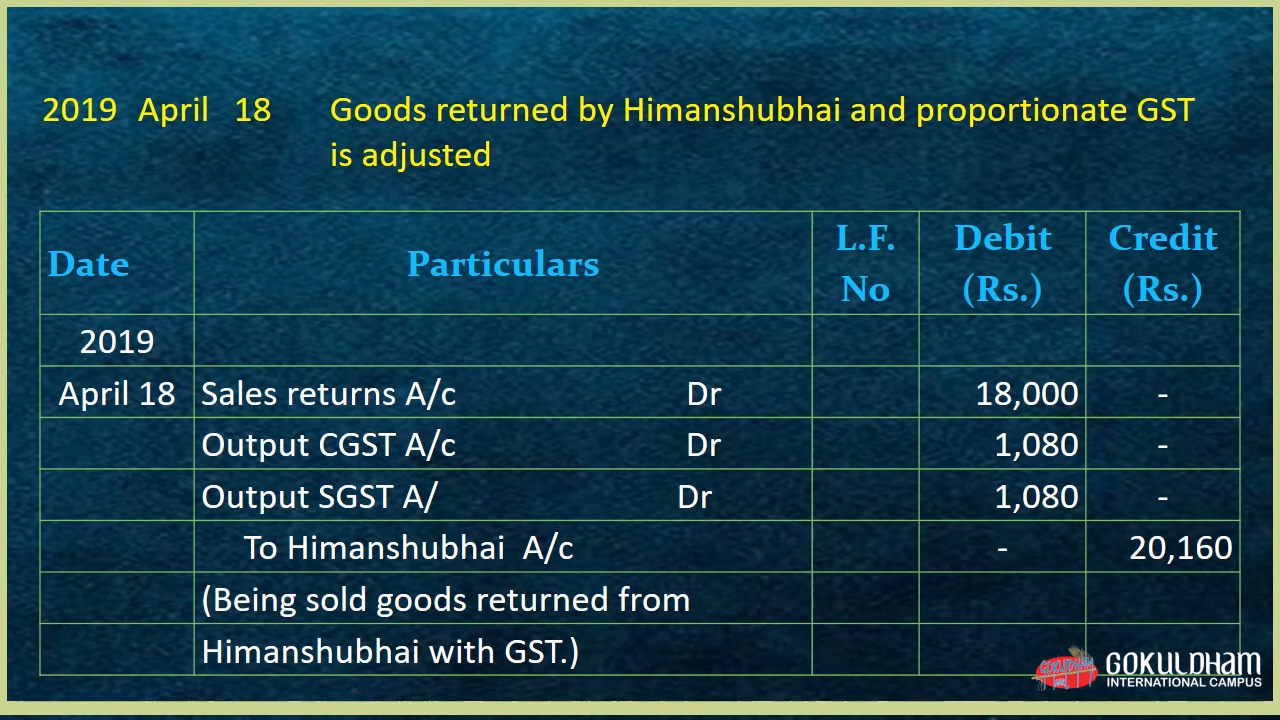 2019 April 18 Goods returned by Himanshubhai and proportionate GST
is adjusted
Date Particulars L.F. No Debit (Rs.) Credit (Rs.)
2019
April 18 Sales returns A/c Dr 18,000 -
Output CGST A/c Dr 1,080 -
Output SGST A/ Dr 1,080 -
To Himanshubhai A/c - 20,160
(Being sold goods returned from
Himanshubhai with GST.)
GOKULDHAM
INTERNATIONAL CAMPUS